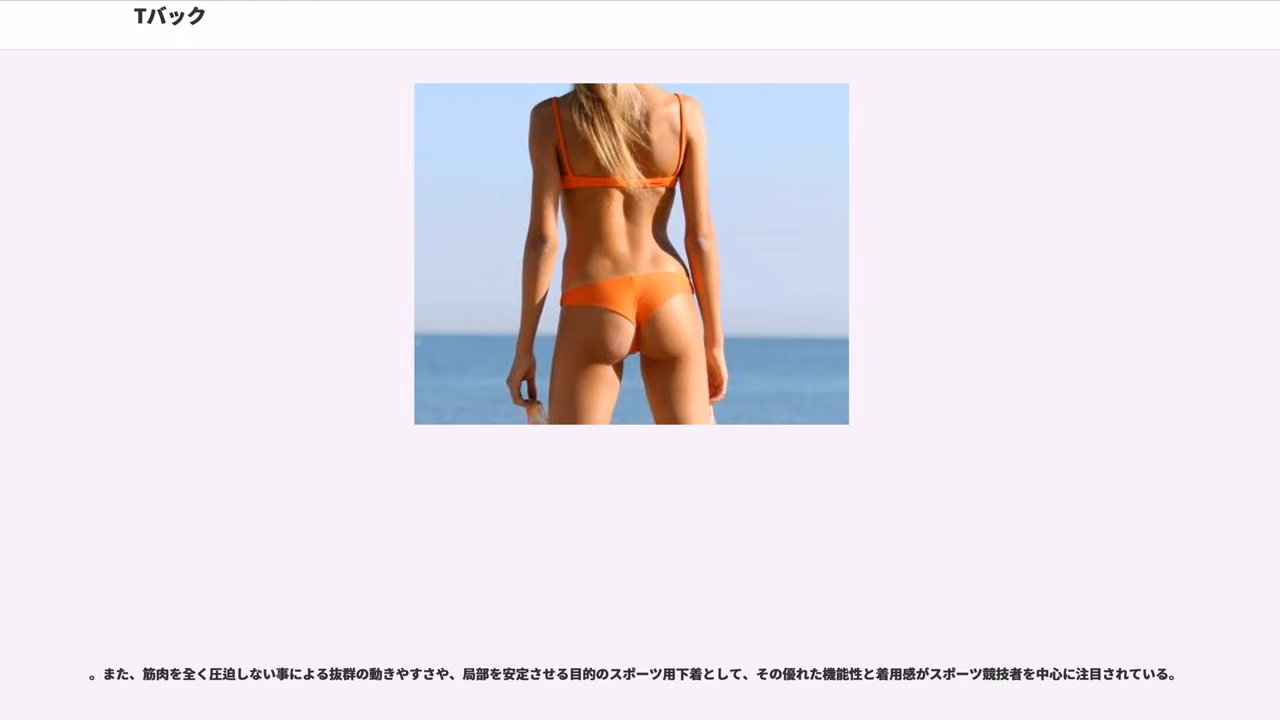 Tバック
。また、筋肉を全く圧迫しない事による抜群の動きやすさや、局部を安定させる目的のスポーツ用下着として、その優れた機能性と着用感がスポーツ競技者を中心に注目されている。